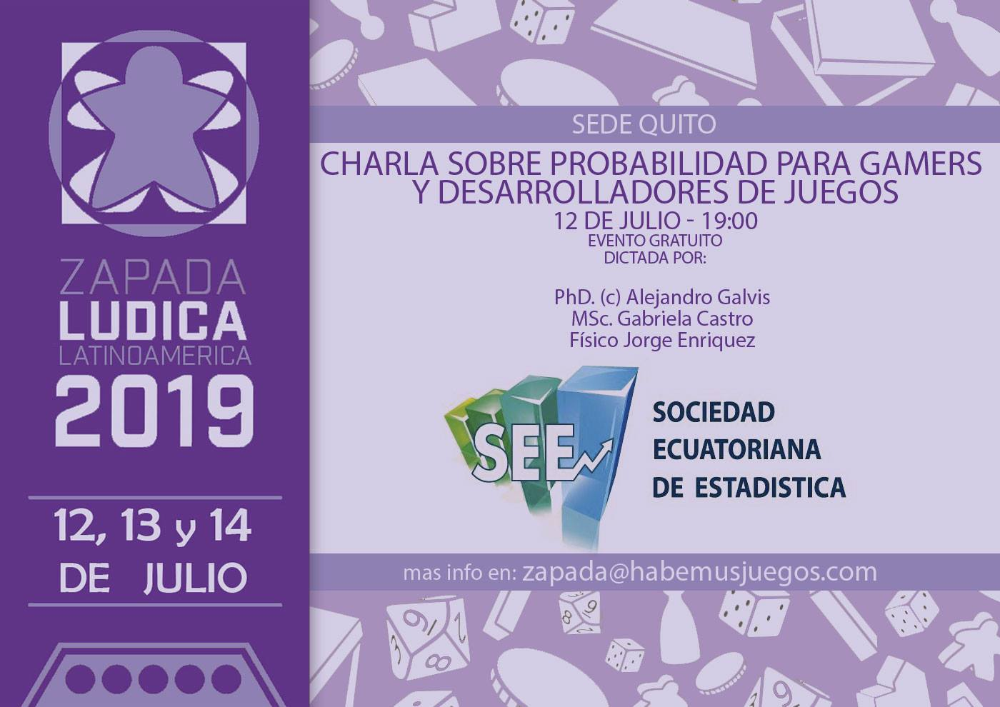 ZAPADA
LUDICA
LATINOAMERICA
2019
12, 13 y 14
DE JULIO
SEDE QUITO
CHARLA SOBRE PROBABILIDAD PARA GAMERS
Y DESARROLLADORES DE JUEGOS
12 DE JULIO - 19:00
EVENTO GRATUITO
DICTADA POR:
PhD. (c) Alejandro Galvis
MSc. Gabriela Castro
Físico Jorge Enriquez
SEE
SOCIEDAD
ECUATORIANA
DE ESTADISTICA
mas info en: zapada@habemusjuegos.com